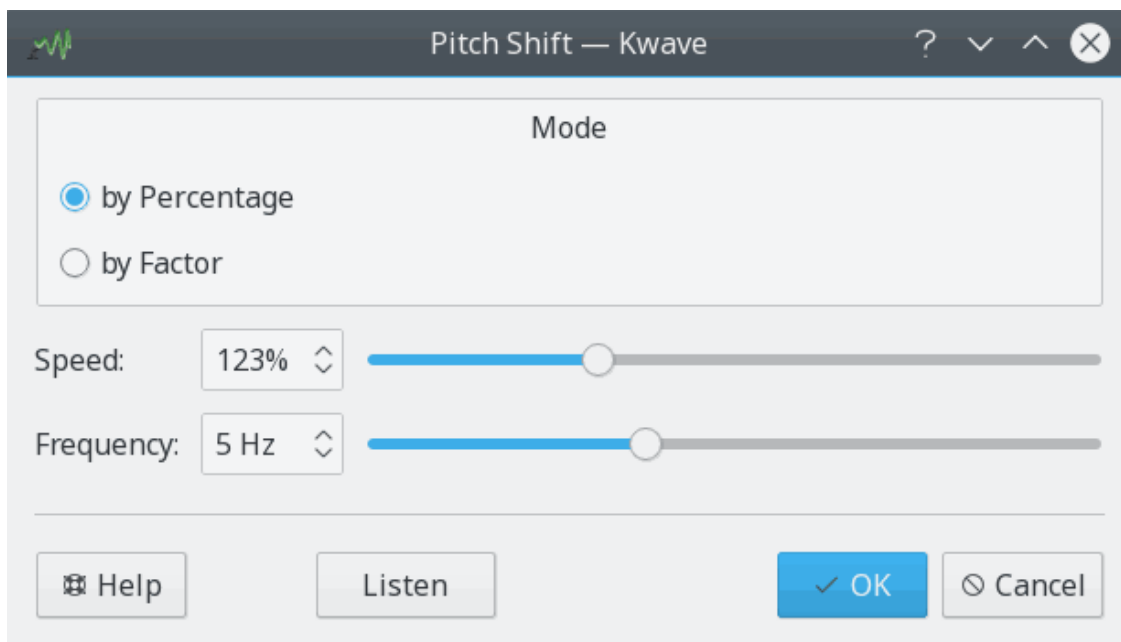 Pitch Shift — Kwave
Mode
by Percentage
by Factor
Speed: 123%
Frequency: 5 Hz
Help Listen OK Cancel